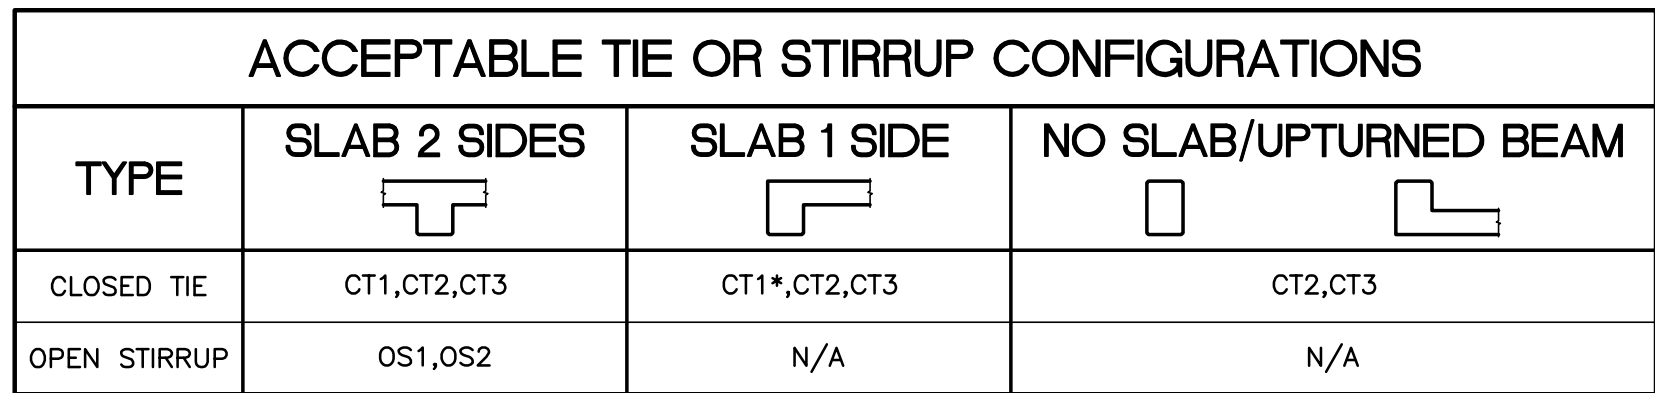 ACCEPTABLE TIE OR STIRRUP CONFIGURATIONS
TYPE
SLAB 2 SIDES
SLAB 1 SIDE
NO SLAB/UPTURNED BEAM
CLOSED TIE
CT1,CT2,CT3
CT1*,CT2,CT3
CT2,CT3
OPEN STIRRUP
OS1,OS2
N/A
N/A